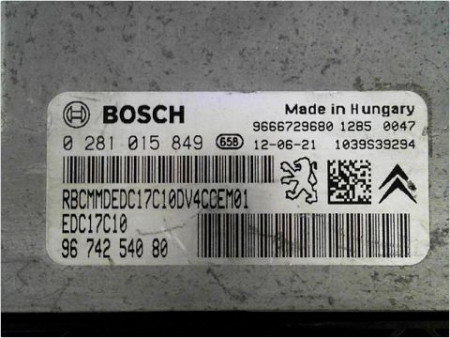 BOSCH
Made in Hungary
9666729680 1285 0047
0 281 015 849 658 12-06-21 1039S39294
RBCMMDEDC17C10DV4CCEM01
EDC17C10
96 742 540 80